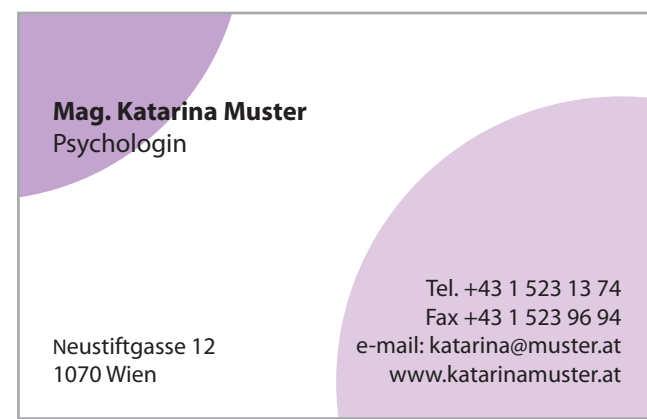 Mag. Katarina Muster
Psychologin
Neustiftgasse 12
1070 Wien
Tel. +43 1 523 13 74
Fax +43 1 523 96 94
e-mail: katarina@muster.at
www.katarinamuster.at